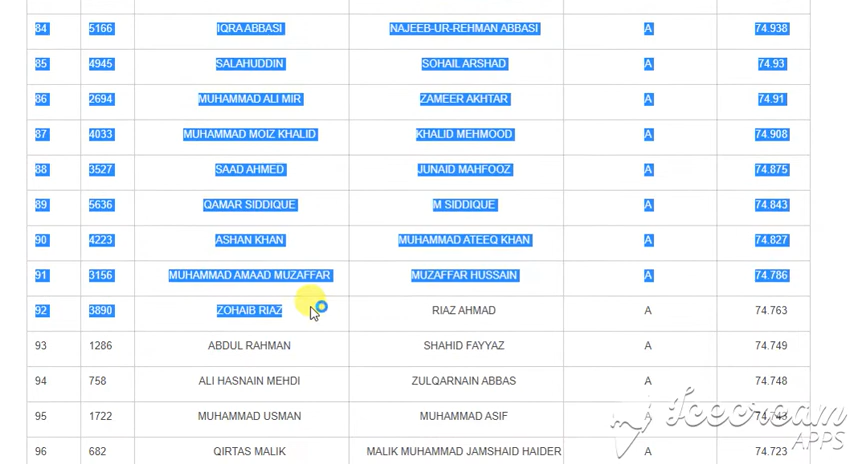 84 5166 IQRA ABBASI NAJEEB-UR-REHMAN ABBASI A 74.938
85 4945 SALAHUDDIN SOHAIL ARSHAD A 74.93
86 2694 MUHAMMAD ALI MIR ZAMEER AKHTAR A 74.91
87 4033 MUHAMMAD MOIZ KHALID KHALID MEHMOOD A 74.908
88 3527 SAAD AHMED JUNAID MAHFOOZ A 74.875
89 5636 QAMAR SIDDIQUE M SIDDIQUE A 74.843
90 4223 ASHAN KHAN MUHAMMAD ATEEQ KHAN A 74.827
91 3156 MUHAMMAD AMAAD MUZAFFAR MUZAFFAR HUSSAIN A 74.786
92 3890 ZOHAIB RIAZ RIAZ AHMAD A 74.763
93 1286 ABDUL RAHMAN SHAHID FAYYAZ A 74.749
94 758 ALI HASNAIN MEHDI ZULQARNAIN ABBAS A 74.748
95 1722 MUHAMMAD USMAN MUHAMMAD ASIF A 74.743
96 682 QIRTAS MALIK MALIK MUHAMMAD JAMSHAID HAIDER A 74.723
Icecream
APPS